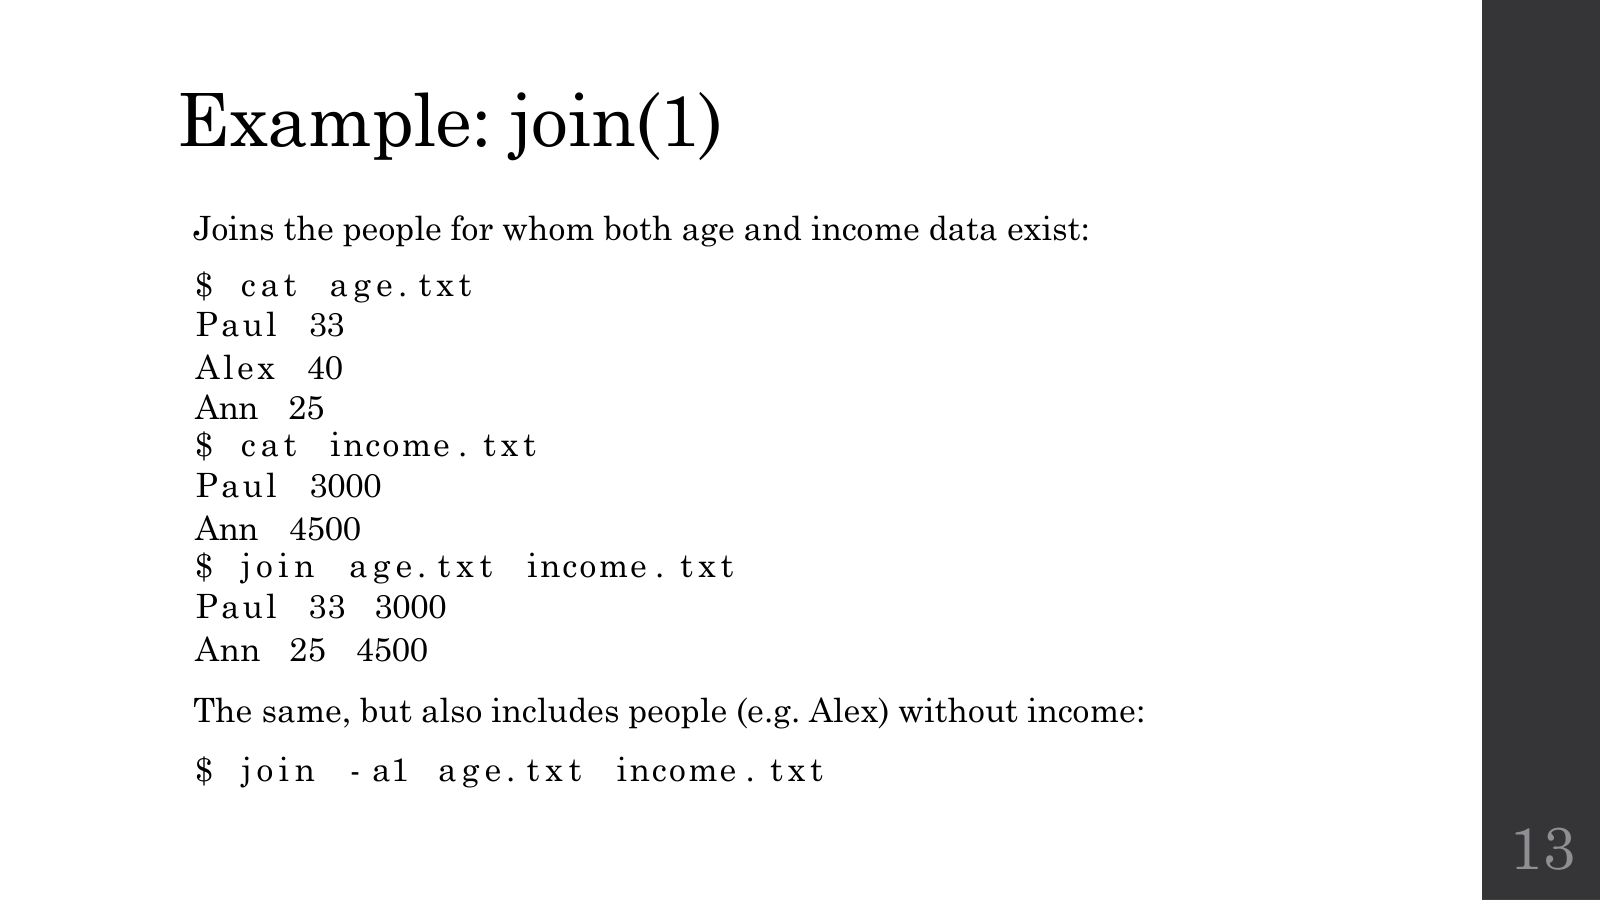 Example: join(1)
Joins the people for whom both age and income data exist:
$ cat age.txt
Paul 33
Alex 40
Ann 25
$ cat income.txt
Paul 3000
Ann 4500
$ join age.txt income.txt
Paul 33 3000
Ann 25 4500
The same, but also includes people (e.g. Alex) without income:
$ join -a1 age.txt income.txt
13